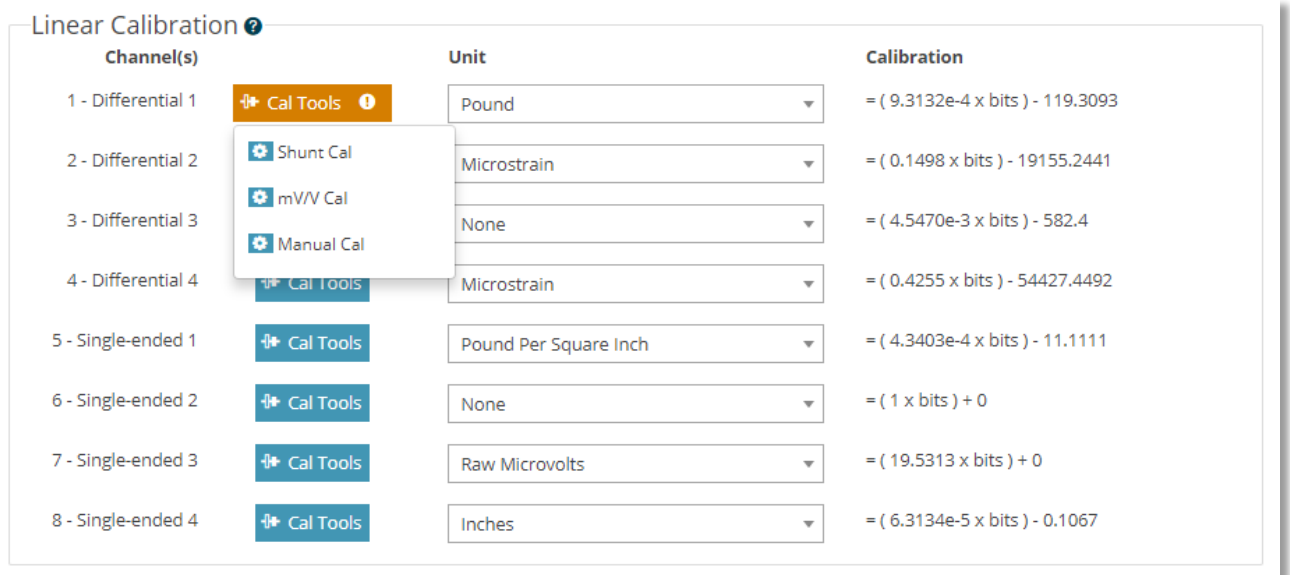 Linear Calibration ?
Channel(s) Unit Calibration
1 - Differential 1 Cal Tools ! Pound = ( 9.3132e-4 x bits ) - 119.3093
Shunt Cal
2 - Differential 2 Microstrain = ( 0.1498 x bits ) - 19155.2441
mV/V Cal
3 - Differential 3 None = ( 4.5470e-3 x bits ) - 582.4
Manual Cal
4 - Differential 4 Cal Tools Microstrain = ( 0.4255 x bits ) - 54427.4492
5 - Single-ended 1 Cal Tools Pound Per Square Inch = ( 4.3403e-4 x bits ) - 11.1111
6 - Single-ended 2 Cal Tools None = ( 1 x bits ) + 0
7 - Single-ended 3 Cal Tools Raw Microvolts = ( 19.5313 x bits ) + 0
8 - Single-ended 4 Cal Tools Inches = ( 6.3134e-5 x bits ) - 0.1067